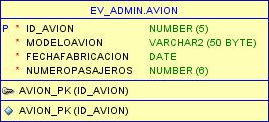 EV_ADMIN.AVION
P * ID_AVION NUMBER (5)
* MODELOAVION VARCHAR2 (50 BYTE)
* FECHAFABRICACION DATE
* NUMEROPASAJEROS NUMBER (6)
AVION_PK (ID_AVION)
AVION_PK (ID_AVION)